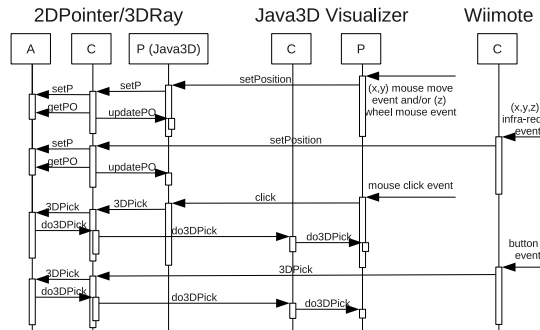 2DPointer/3DRay Java3D Visualizer Wiimote
A C P (Java3D) C P C
setPosition
setP setP
(x,y) mouse move
event and/or (z)
wheel mouse event
getPO
updatePO
(x,y,z)
infra-red
event
setP
setPosition
getPO
updatePO
mouse click event
click
3DPick 3DPick
do3DPick do3DPick do3DPick
button
event
3DPick 3DPick
do3DPick do3DPick do3DPick